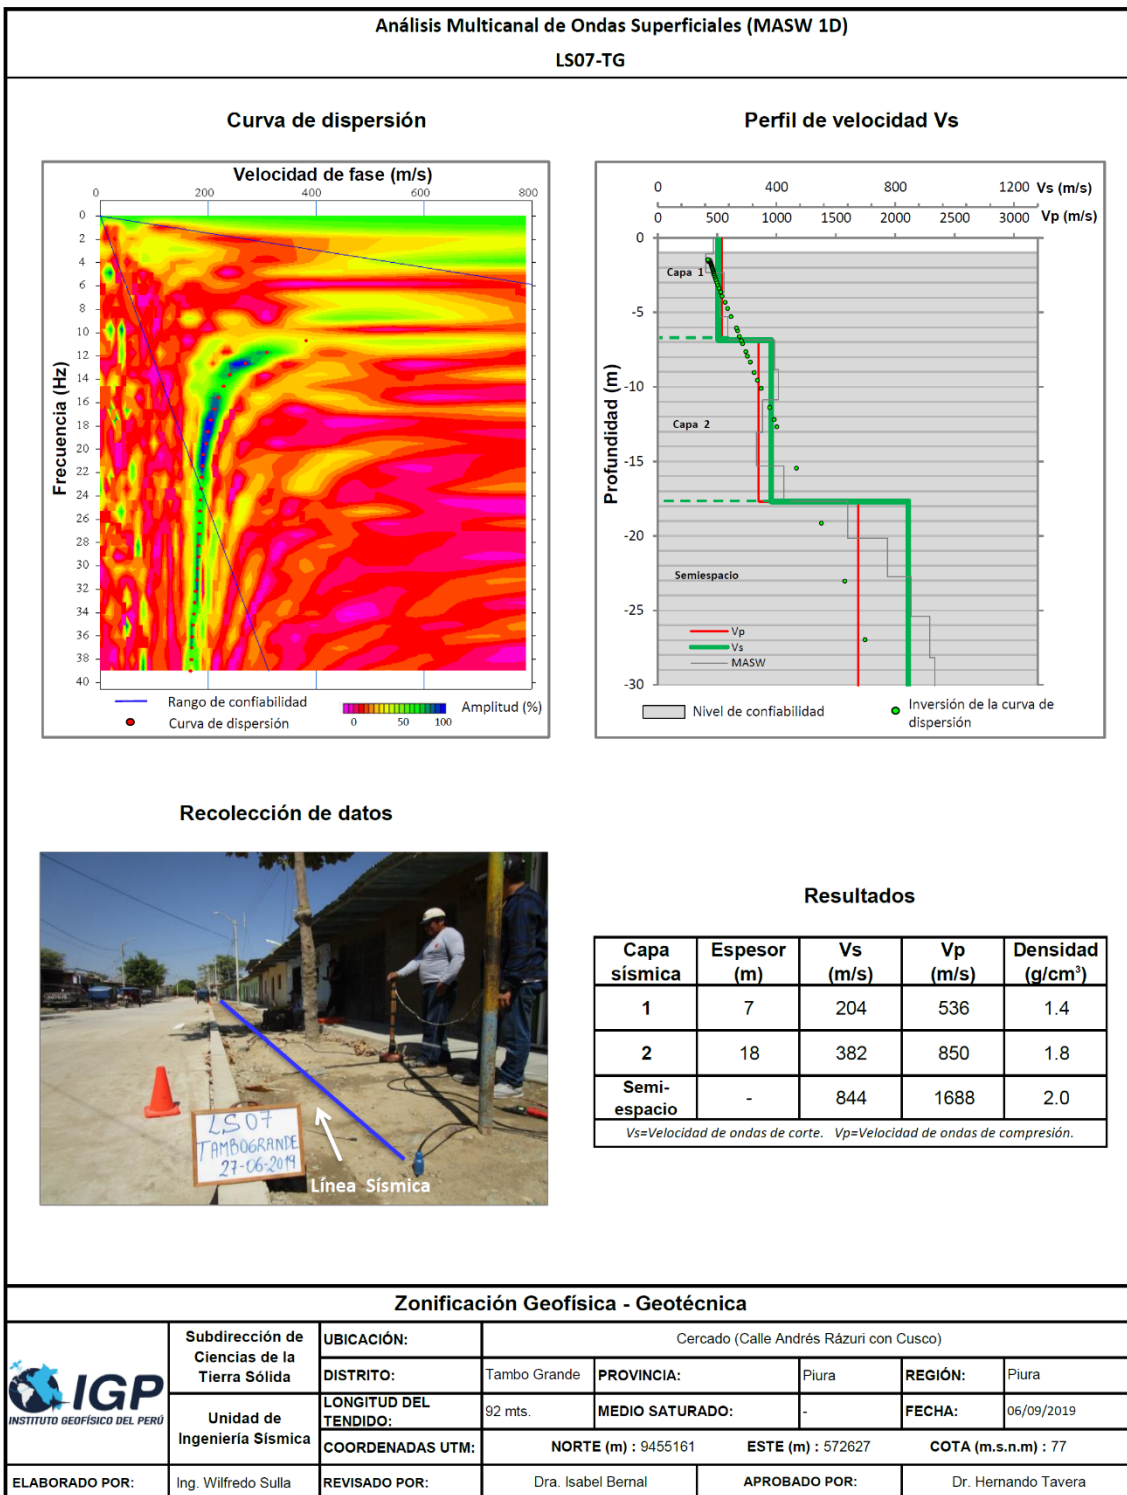 Análisis Multicanal de Ondas Superficiales (MASW 1D)
LS07-TG
Curva de dispersión
Velocidad de fase (m/s)
0 200 400 600 800
Frecuencia (Hz)
0
2
4
6
8
10
12
14
16
18
20
22
24
26
28
30
32
34
36
38
40
Rango de confiabilidad
Curva de dispersión
Amplitud (%)
0 50 100
Perfil de velocidad Vs
0 400 800 1200 Vs (m/s)
0 500 1000 1000 1600 2000 2500 3000 Vp (m/s)
Profundidad (m)
0
-5
-10
-15
-20
-25
-30
Capa 1
Capa 2
Semiespacio
Vp
Vs
MASW
Nivel de confiabilidad
Inversión de la curva de
dispersión
Recolección de datos
LS07
TAMBOGRANDE
27-06-2019
Línea Sísmica
Resultados
Capa sísmica Espesor (m) Vs (m/s) Vp (m/s) Densidad (g/cm³)
1 7 204 536 1.4
2 18 382 850 1.8
Semi-espacio - 844 1688 2.0
Vs=Velocidad de ondas de corte. Vp=Velocidad de ondas de compresión.
Zonificación Geofísica - Geotécnica
IGP
INSTITUTO GEOFÍSICO DEL PERÚ
Subdirección de
Ciencias de la
Tierra Sólida
Unidad de
Ingeniería Sísmica
UBICACIÓN: Cercado (Calle Andrés Rázuri con Cusco)
DISTRITO: Tambo Grande PROVINCIA: Piura REGIÓN: Piura
LONGITUD DEL TENDIDO: 92 mts. MEDIO SATURADO: - FECHA: 06/09/2019
COORDENADAS UTM: NORTE (m) : 9455161 ESTE (m) : 572627 COTA (m.s.n.m) : 77
ELABORADO POR: Ing. Wilfredo Sulla REVISADO POR: Dra. Isabel Bernal APROBADO POR: Dr. Hernando Tavera